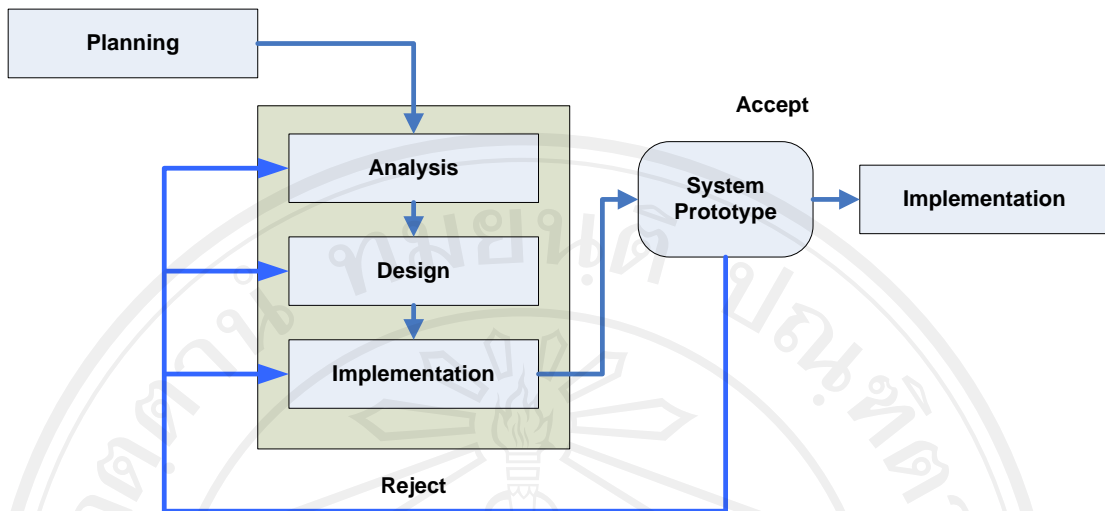 Planning
Accept
Analysis
System
Prototype
Implementation
Design
Implementation
Reject